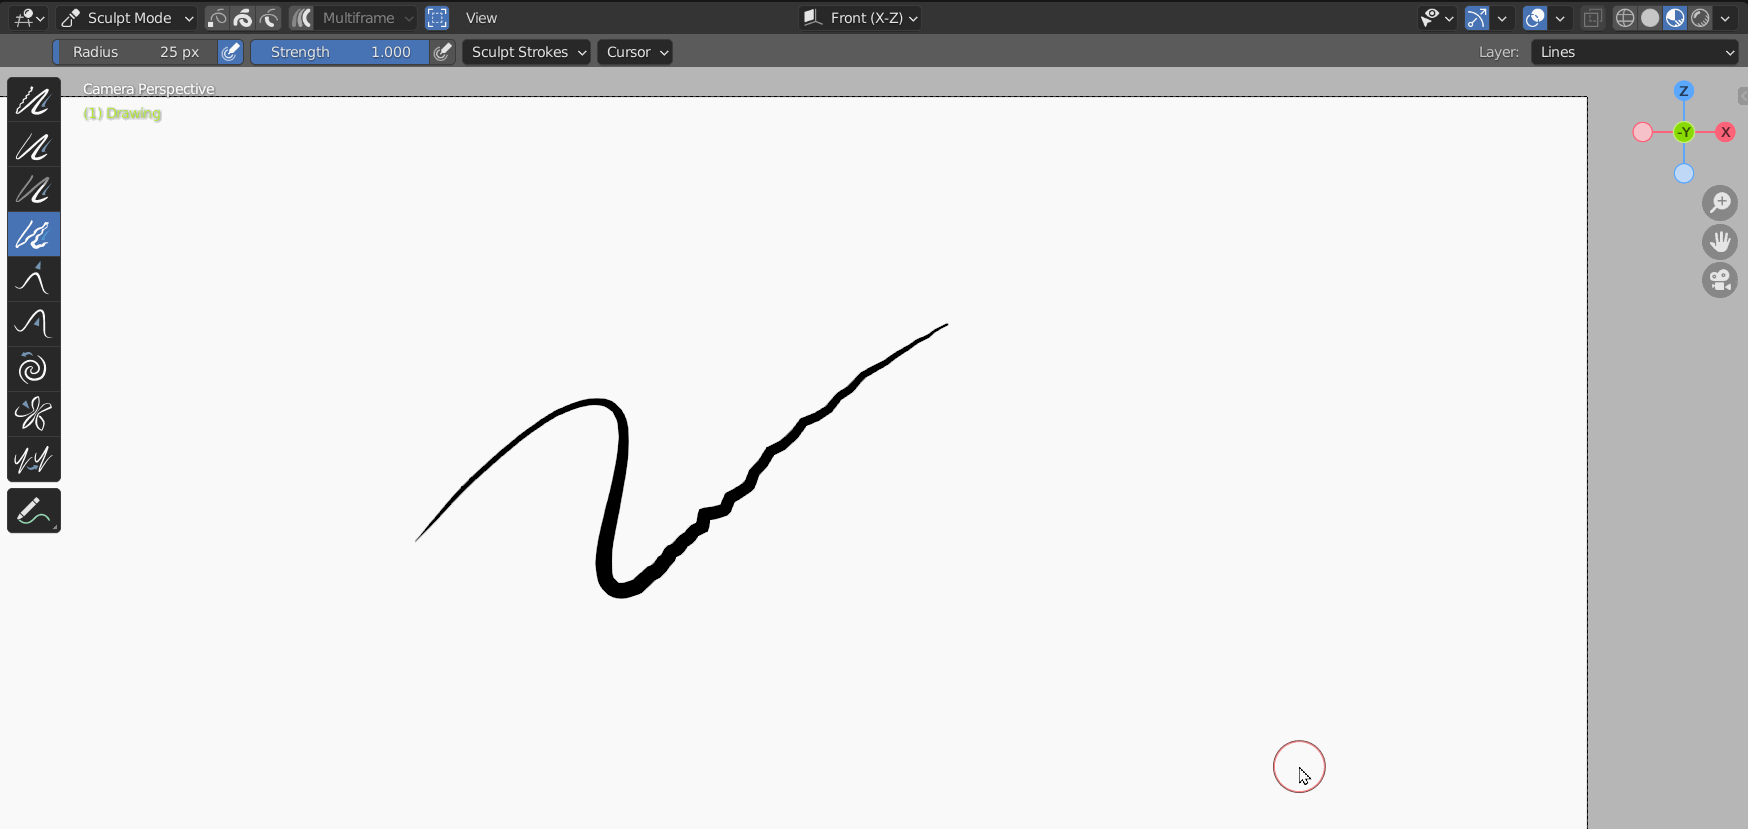 Sculpt Mode Multiframe View Front (X-Z)
Radius 25 px Strength 1.000 Sculpt Strokes Cursor Layer: Lines
Camera Perspective
(1) Drawing
Z
-Y X